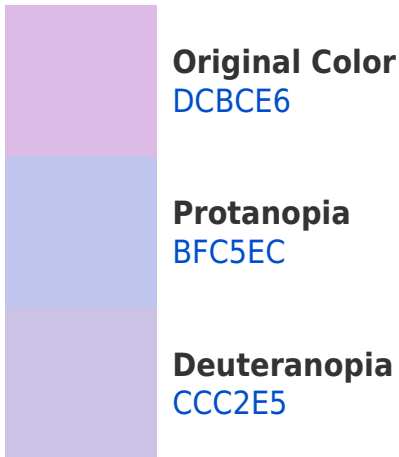 Original Color
DCBCE6
Protanopia
BFC5EC
Deuteranopia
CCC2E5